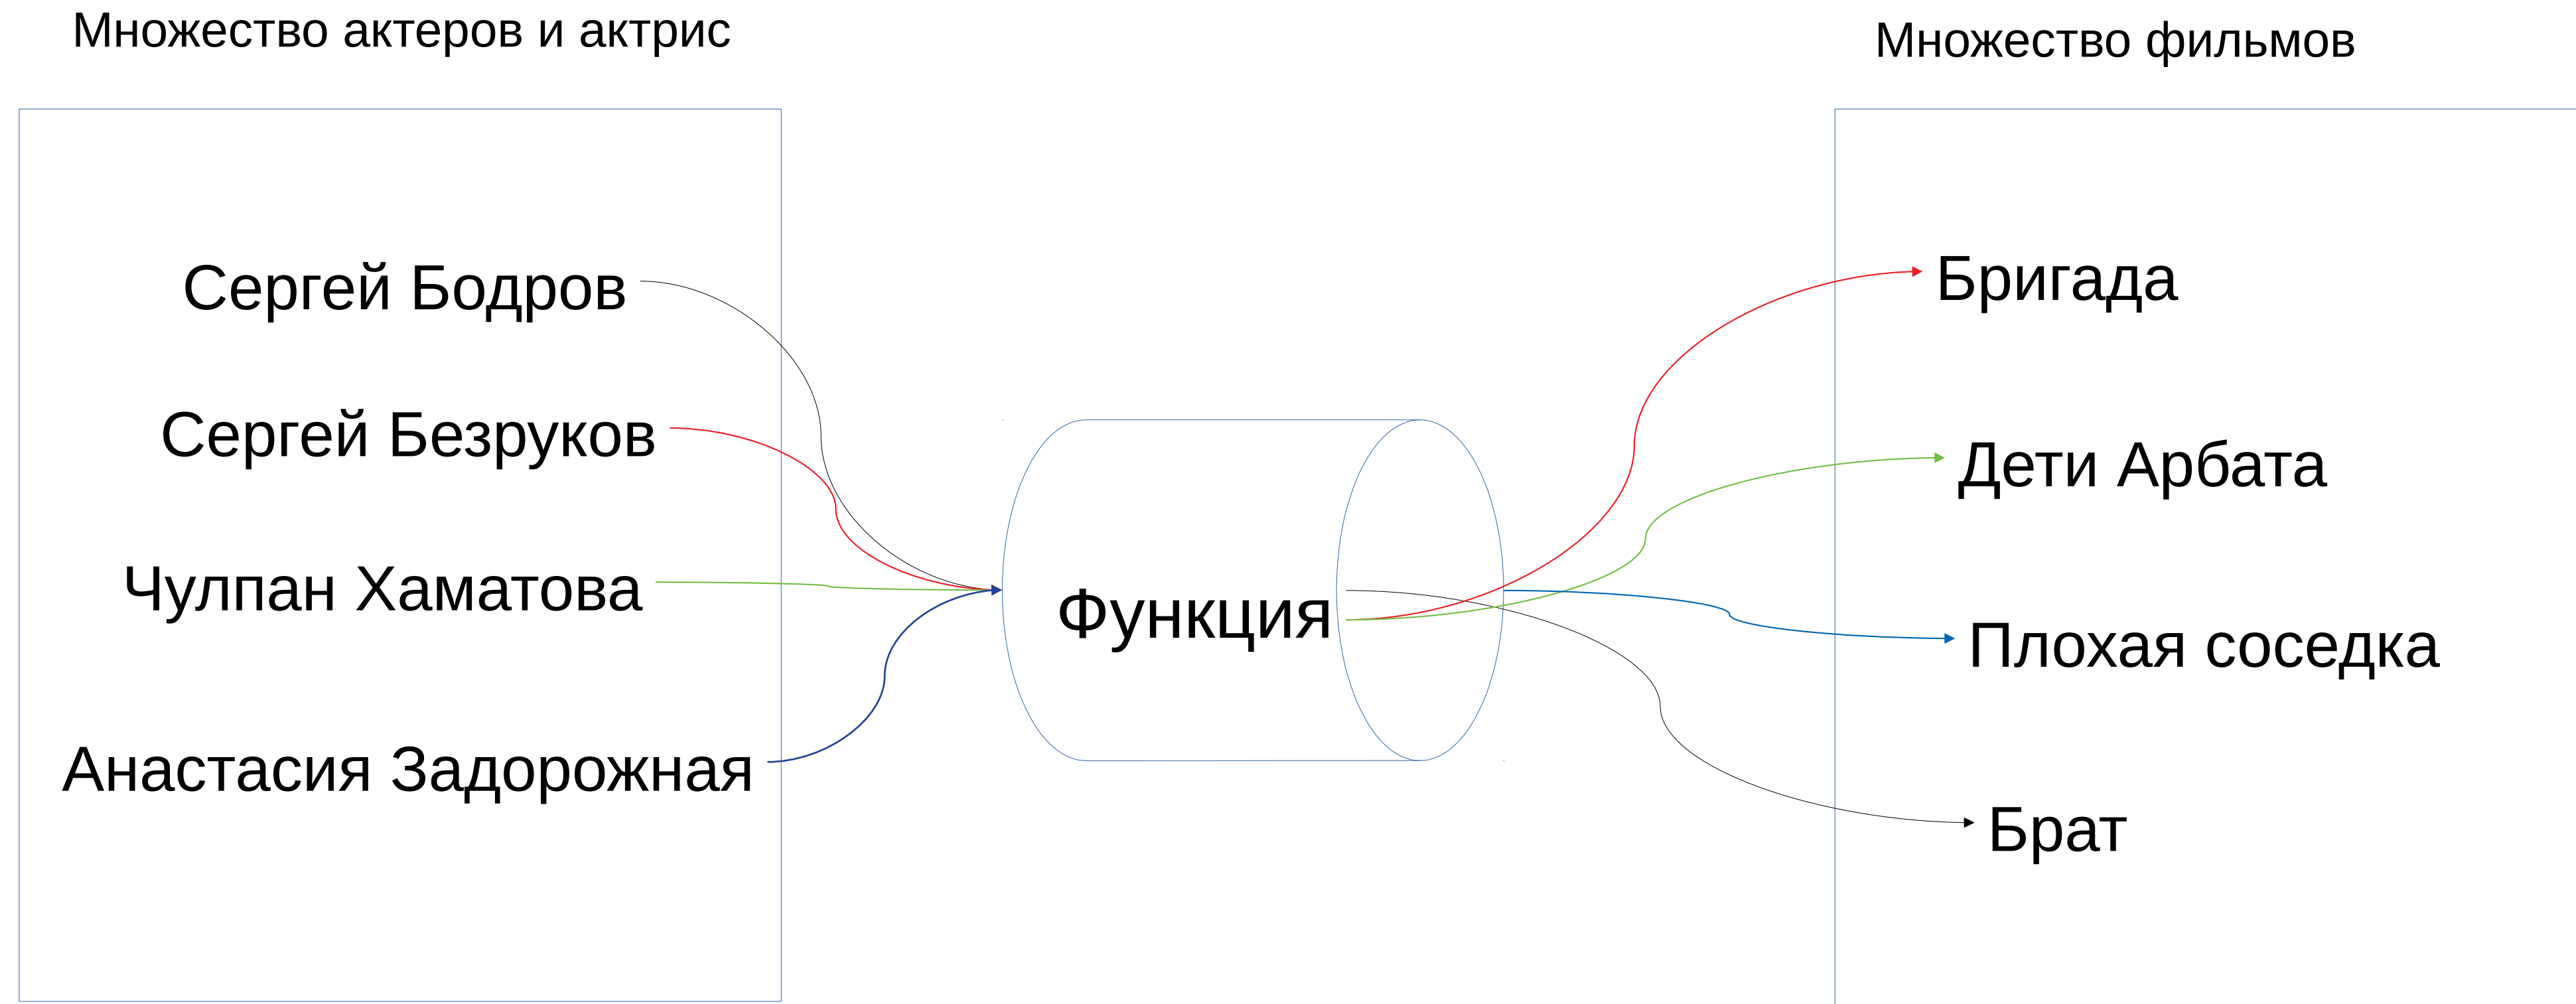 Множество актеров и актрис
Множество фильмов
Сергей Бодров
Сергей Безруков
Чулпан Хаматова
Анастасия Задорожная
Функция
Бригада
Дети Арбата
Плохая соседка
Брат